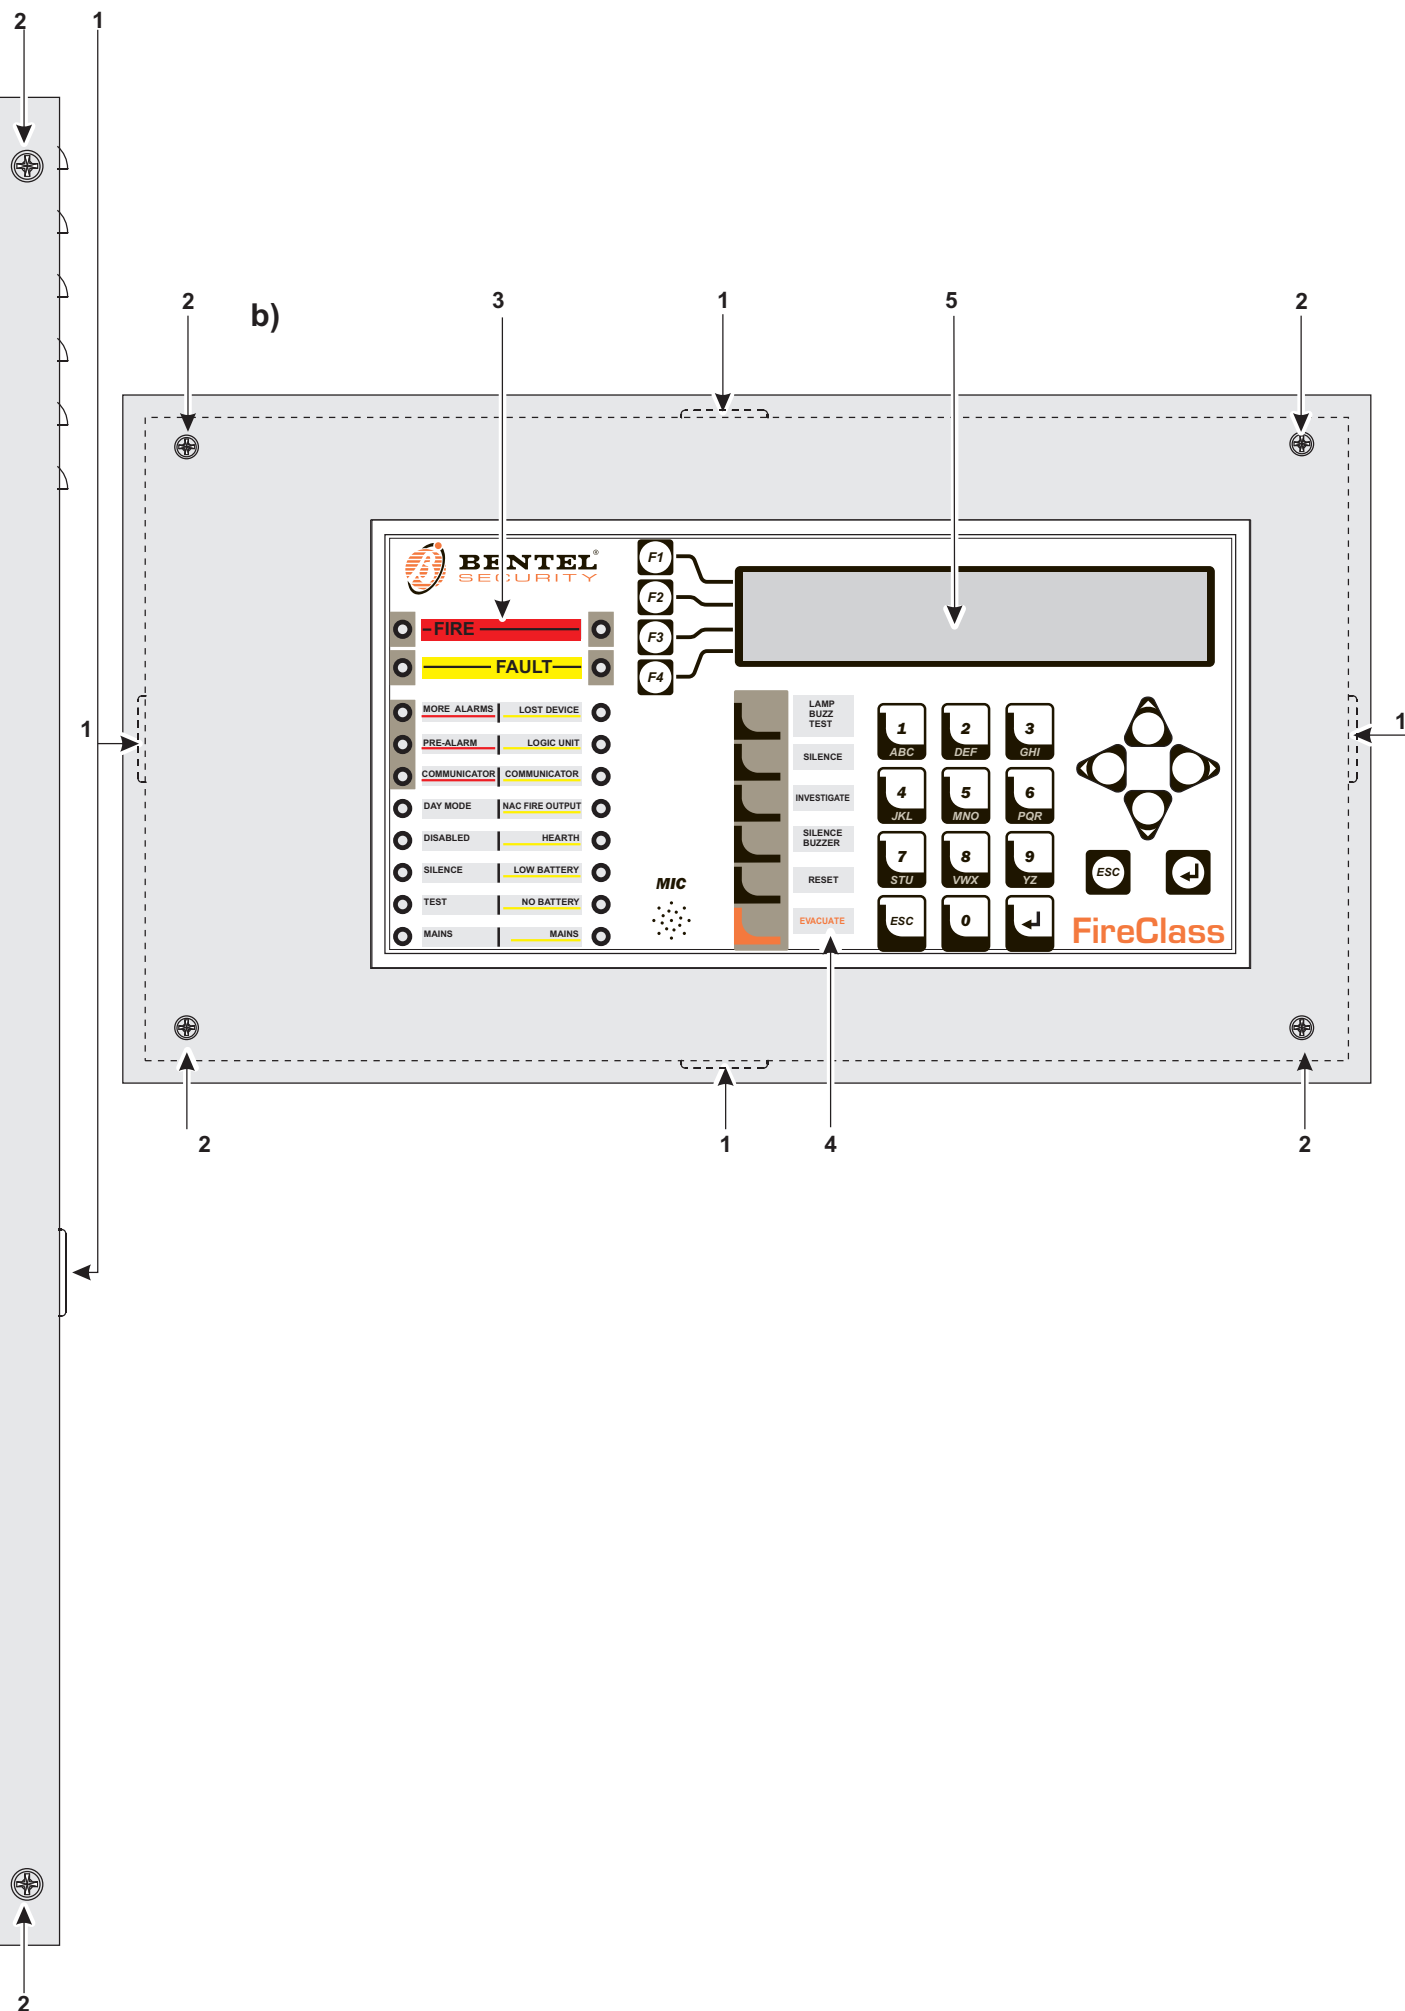 2
1
2
b)
3
1
5
2
BENTEL®
SECURITY
F1
F2
F3
F4
FIRE
FAULT
MORE ALARMS
LOST DEVICE
PRE-ALARM
LOGIC UNIT
COMMUNICATOR
COMMUNICATOR
DAY MODE
NAC FIRE OUTPUT
DISABLED
HEARTH
SILENCE
LOW BATTERY
TEST
NO BATTERY
MAINS
MAINS
MIC
LAMP
BUZZ
TEST
SILENCE
INVESTIGATE
SILENCE
BUZZER
RESET
EVACUATE
1
ABC
2
DEF
3
GHI
4
JKL
5
MNO
6
PQR
7
STU
8
VWX
9
YZ
ESC
0
ESC
FireClass
1
1
2
1
4
2
2